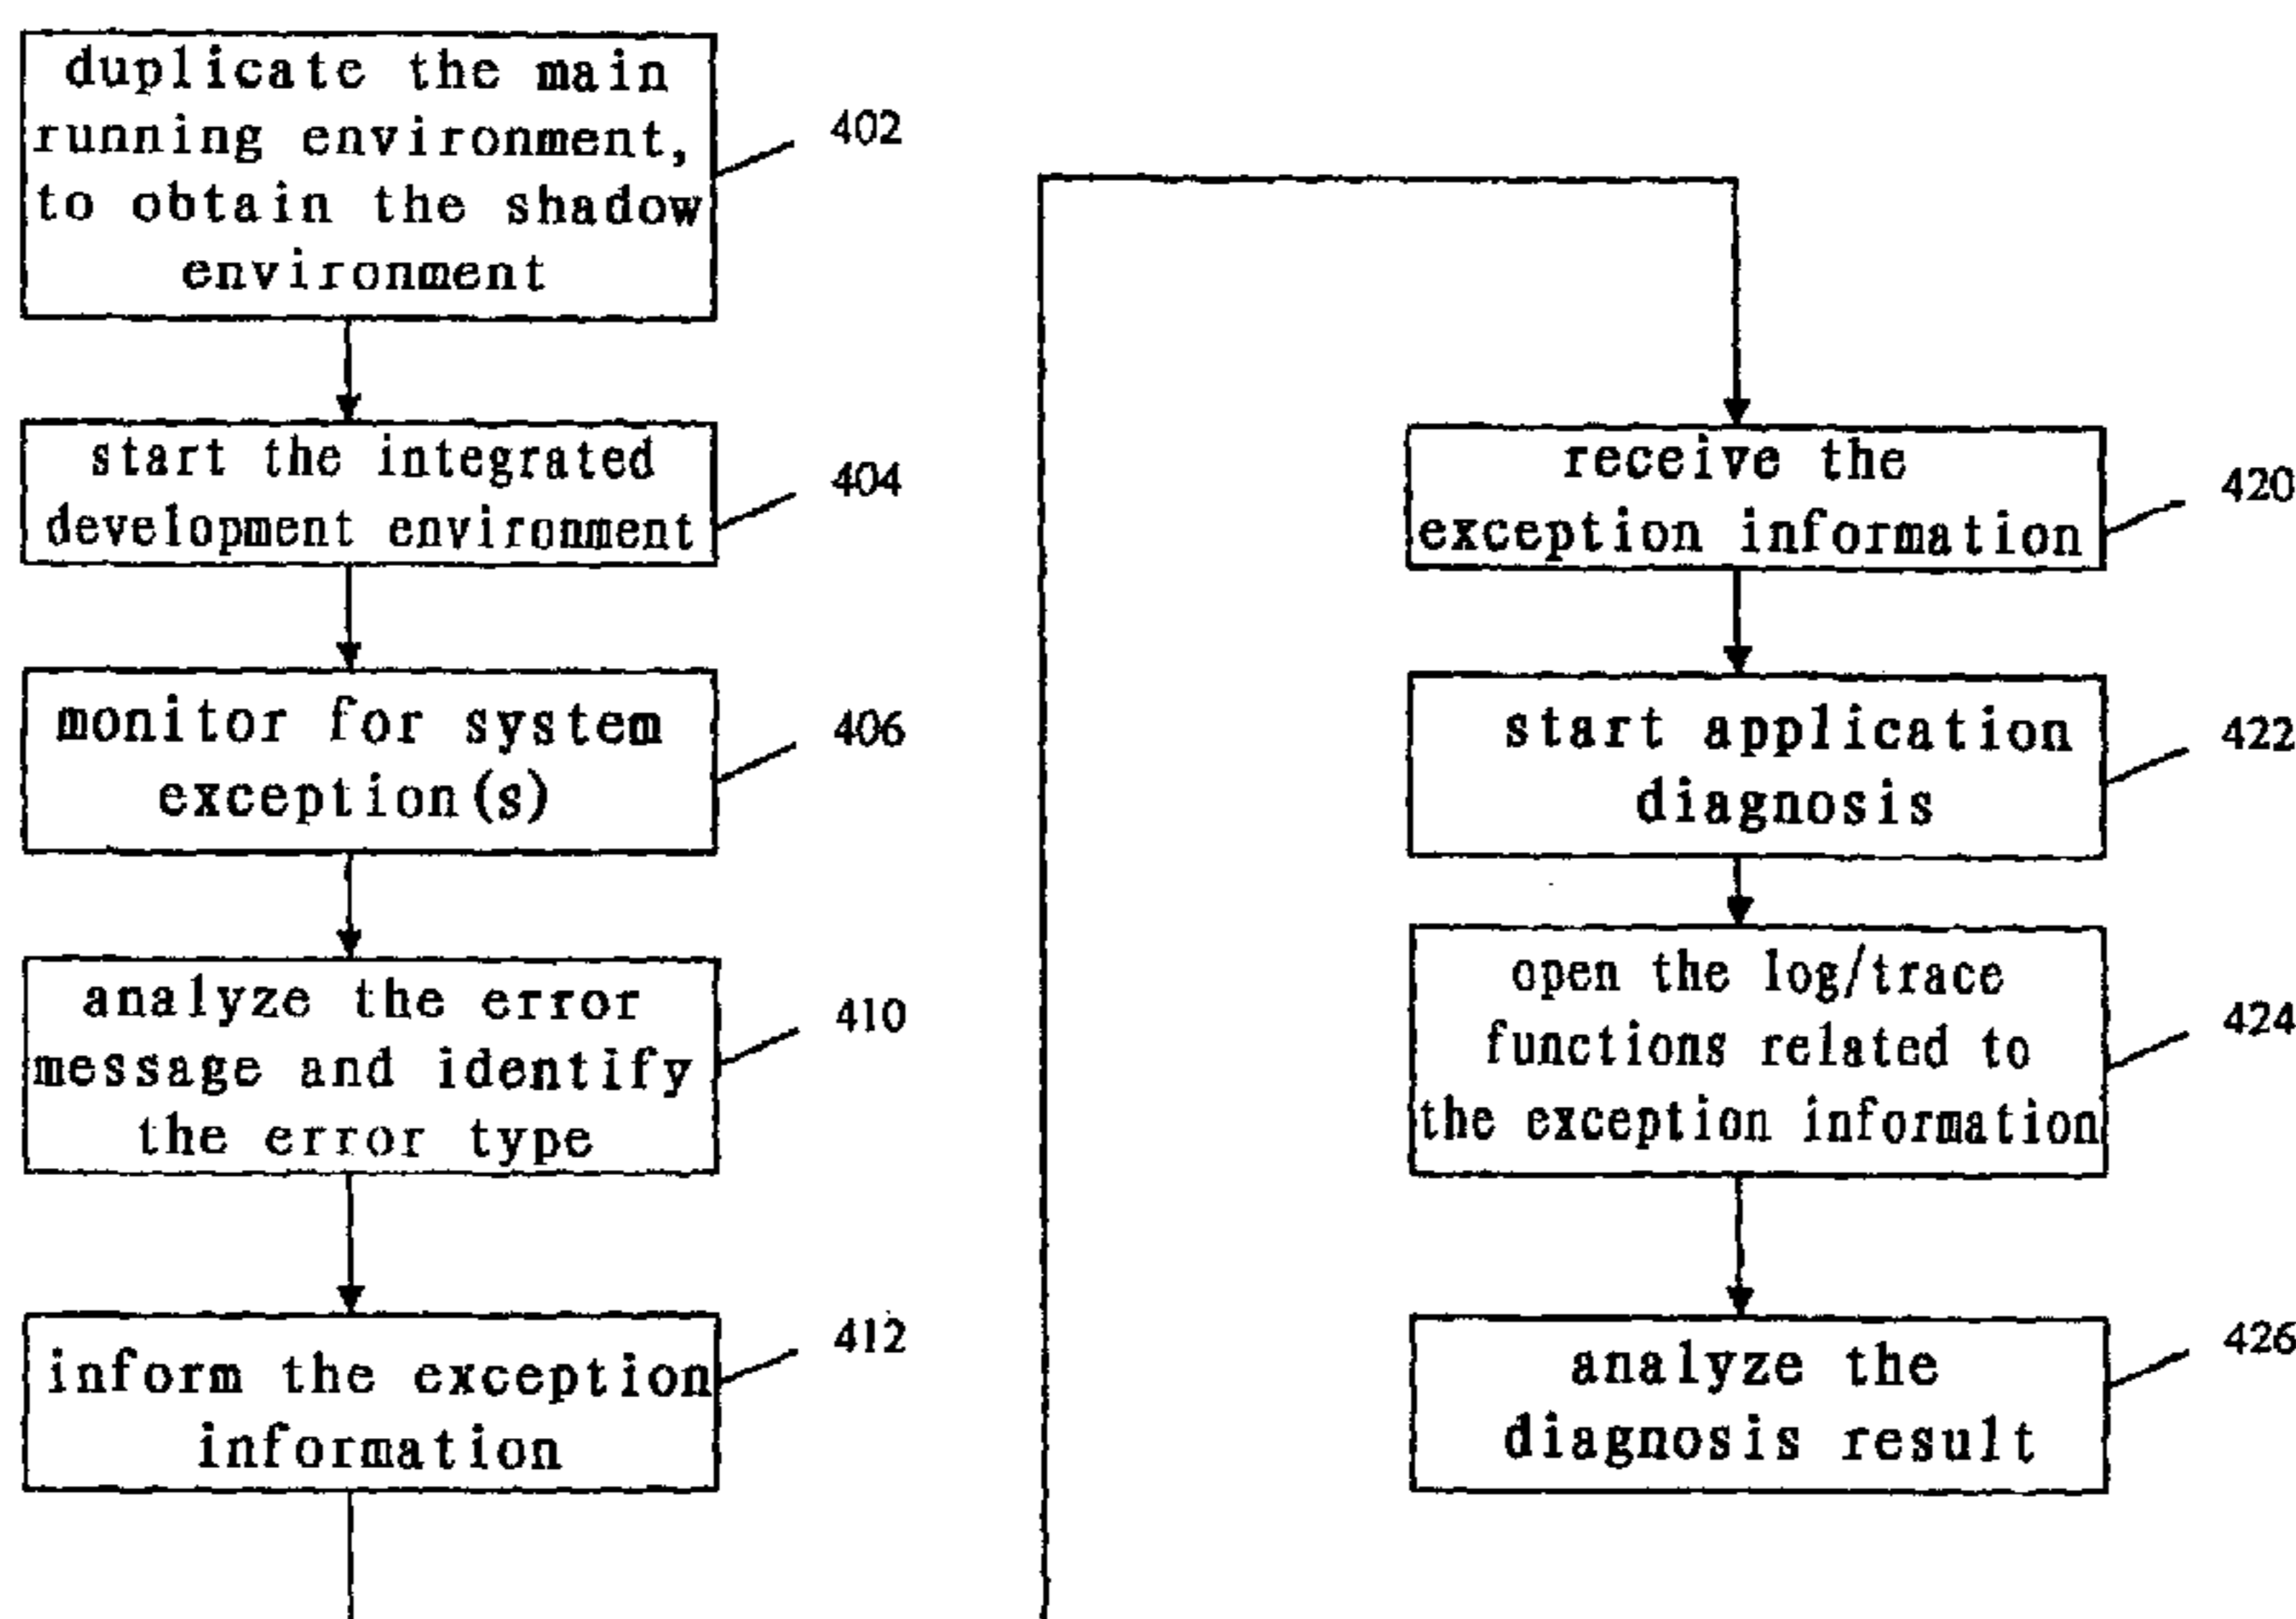 duplicate the main
running environment,
to obtain the shadow
environment
402
start the integrated
development environment
404
monitor for system
exception(s)
406
analyze the error
message and identify
the error type
410
inform the exception
information
412
receive the
exception information
420
start application
diagnosis
422
open the log/trace
functions related to
the exception information
424
analyze the
diagnosis result
426